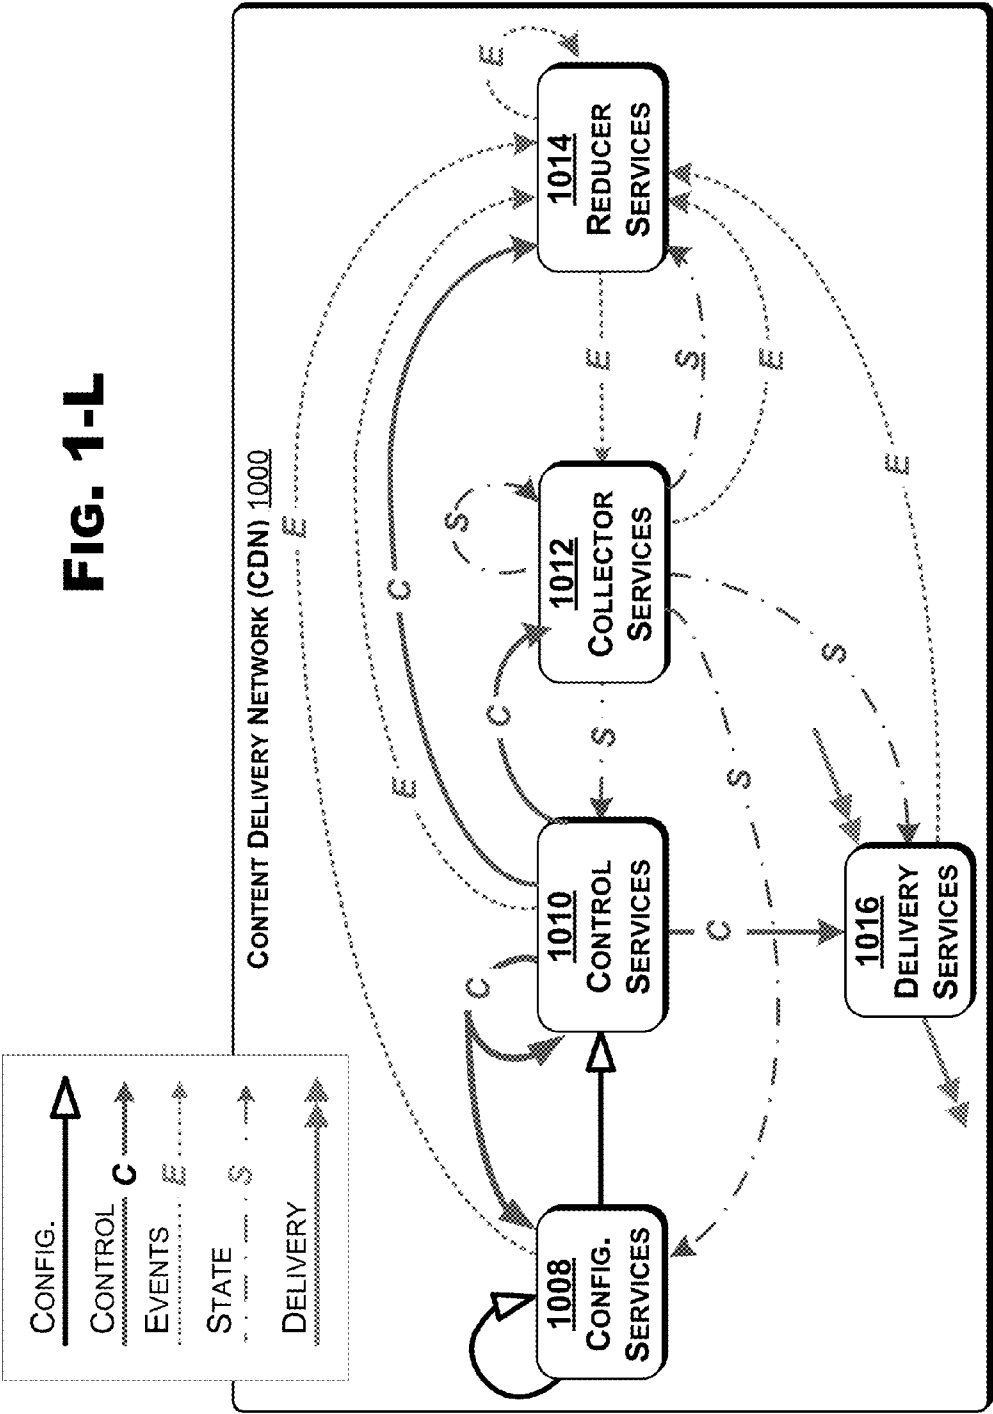 FIG. 1-L
CONFIG.
CONTROL
C
EVENTS
E
STATE
S
DELIVERY
CONTENT DELIVERY NETWORK (CDN) 1000
E
E
C
C
C
S
E
1008
CONFIG.
SERVICES
1010
CONTROL
SERVICES
1012
COLLECTOR
SERVICES
1014
REDUCER
SERVICES
S
E
C
S
S
S
E
E
1016
DELIVERY
SERVICES